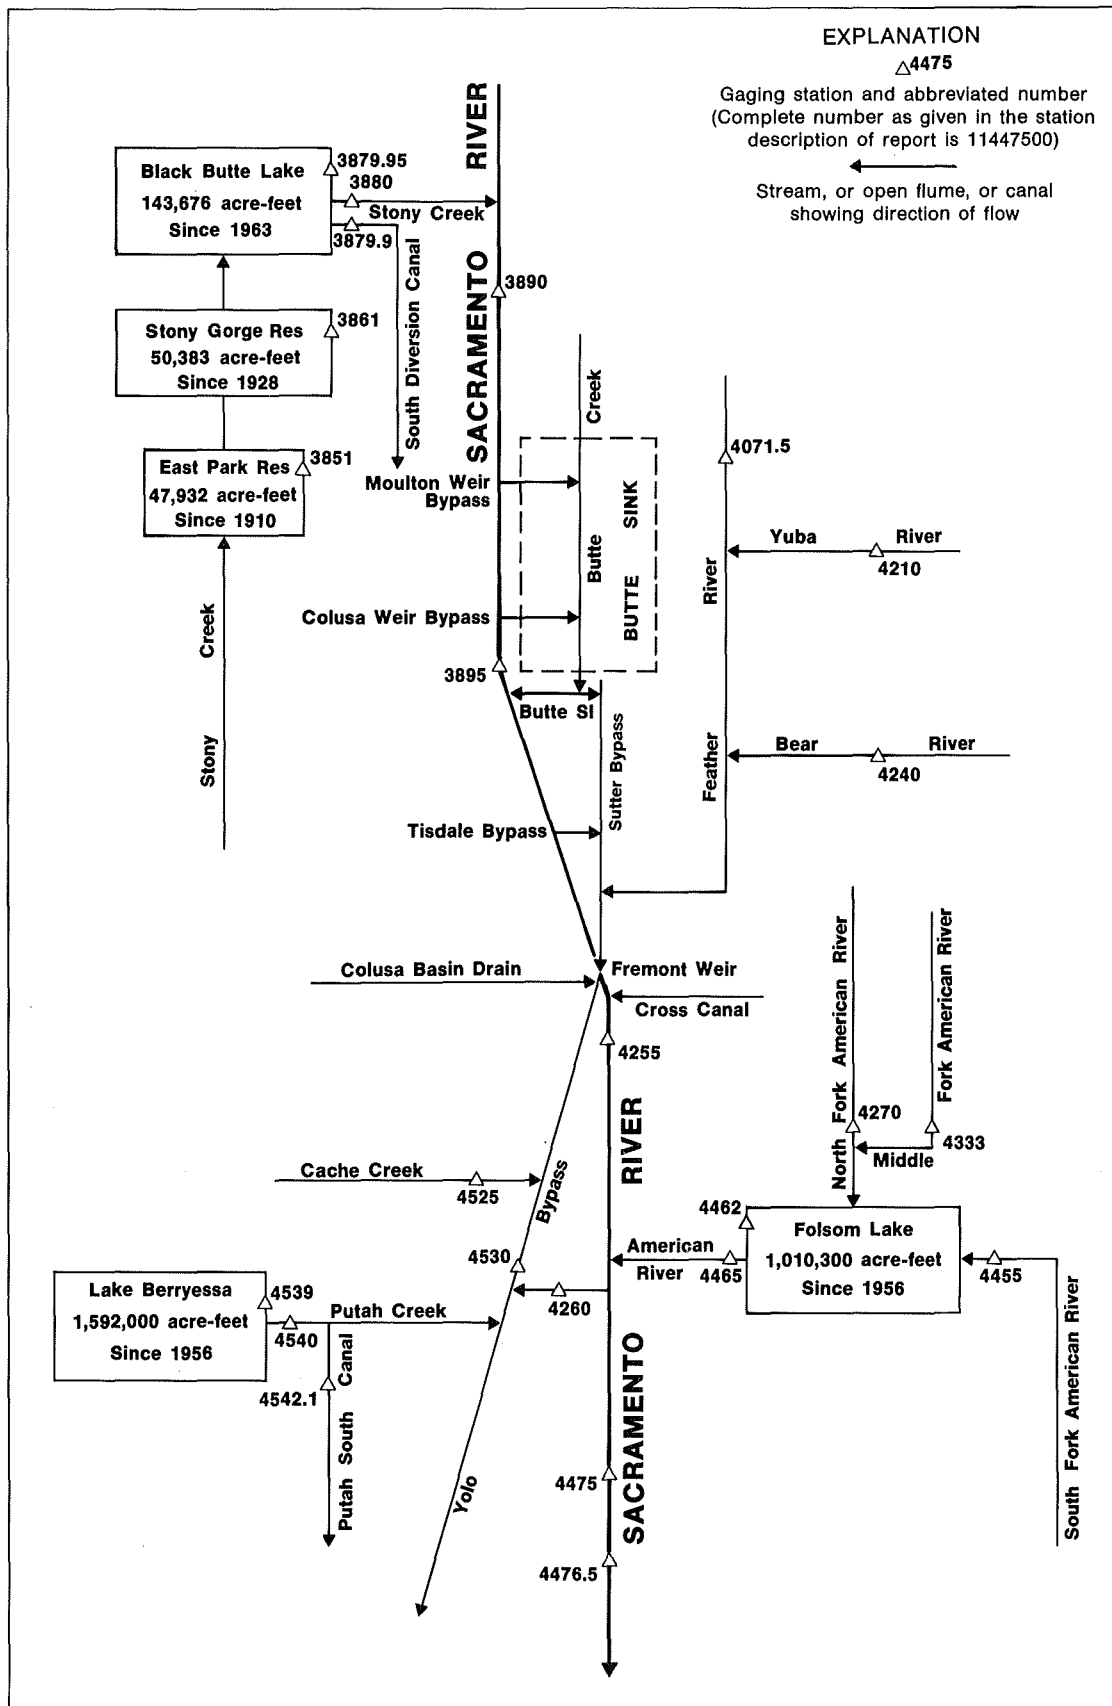 EXPLANATION
4475
Gaging station and abbreviated number
(Complete number as given in the station
description of report is 11447500)
Stream, or open flume, or canal
showing direction of flow
RIVER
SACRAMENTO
Black Butte Lake
143,676 acre-feet
Since 1963
3879.95
3880
Stony Creek
3879.9
South Diversion Canal
3890
Stony Gorge Res
50,383 acre-feet
Since 1928
3861
East Park Res
47,932 acre-feet
Since 1910
3851
Stony
Creek
Creek
Butte
BUTTE SINK
Moulton Weir
Bypass
Colusa Weir Bypass
3895
Butte Sl
Sutter Bypass
Tisdale Bypass
4071.5
Yuba
River
4210
River
Feather
Bear
River
4240
Colusa Basin Drain
Fremont Weir
Cross Canal
4255
RIVER
SACRAMENTO
North Fork American River
Fork American River
4270
4333
Middle
Cache Creek
4525
Bypass
Yolo
4462
Folsom Lake
1,010,300 acre-feet
Since 1956
American
River
4465
4455
South Fork American River
4530
4260
Lake Berryessa
1,592,000 acre-feet
Since 1956
4539
Putah Creek
4540
4542.1
Putah South Canal
4475
4476.5